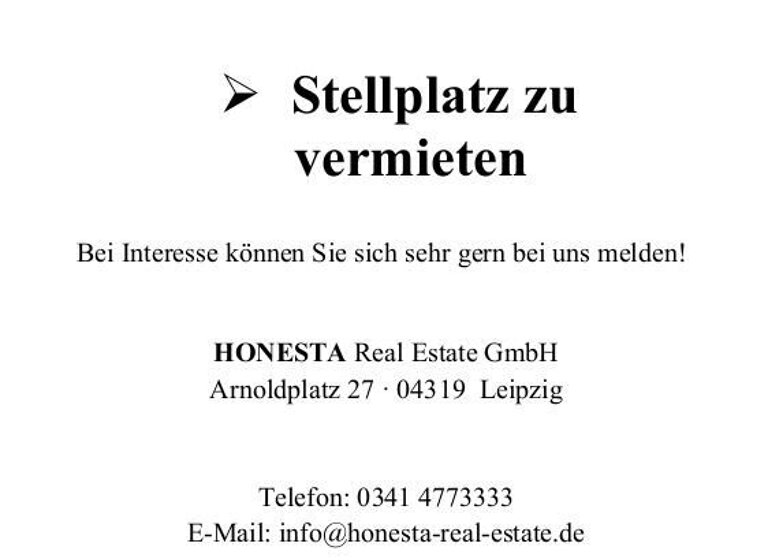 ➢ Stellplatz zu
vermieten
Bei Interesse können Sie sich sehr gern bei uns melden!
HONESTA Real Estate GmbH
Arnoldplatz 27 · 04319 Leipzig
Telefon: 0341 4773333
E-Mail: info@honesta-real-estate.de